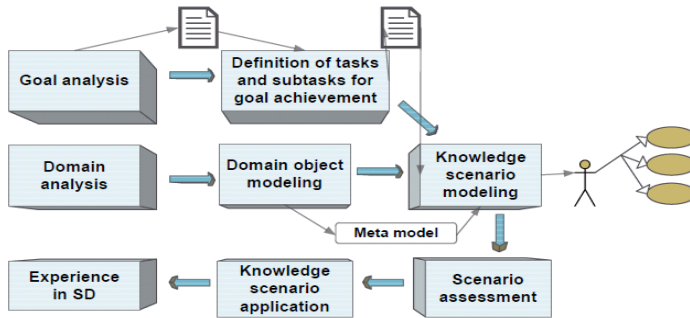 Goal analysis
Definition of tasks
and subtasks for
goal achievement
Domain
analysis
Domain object
modeling
Knowledge
scenario
modeling
Meta model
Experience
in SD
Knowledge
scenario
application
Scenario
assessment